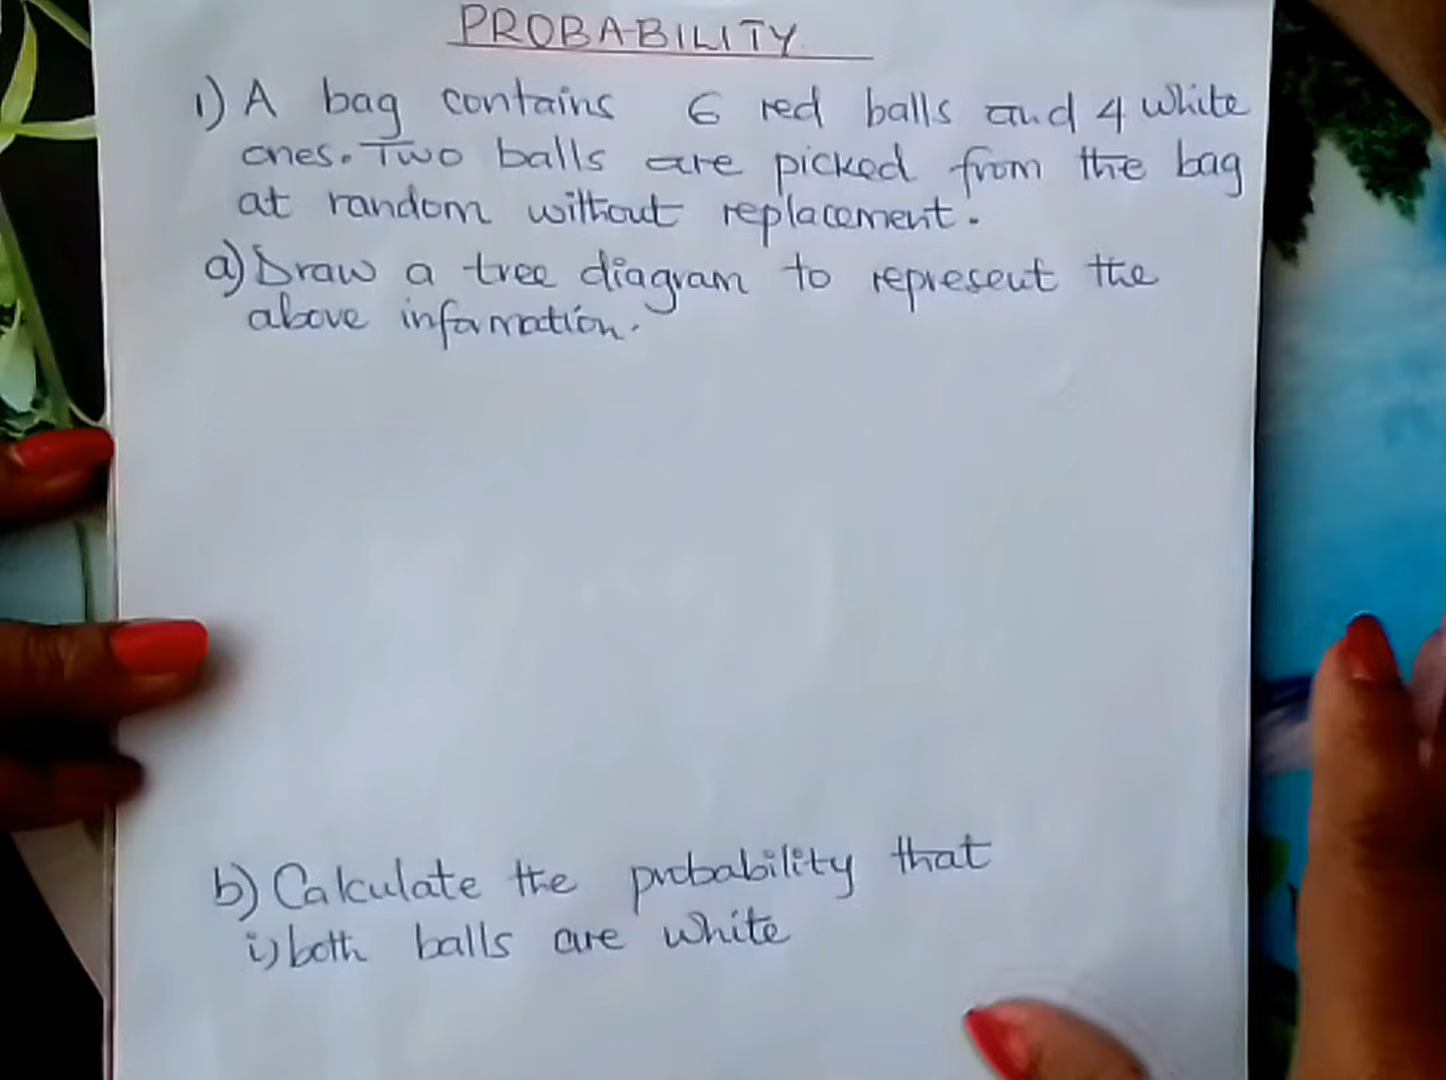 PROBABILITY
1) A bag contains 6 red balls and 4 white
ones. Two balls are picked from the bag
at random without replacement.
a) Draw a tree diagram to represent the
above information.
b) Calculate the probability that
i) both balls are white